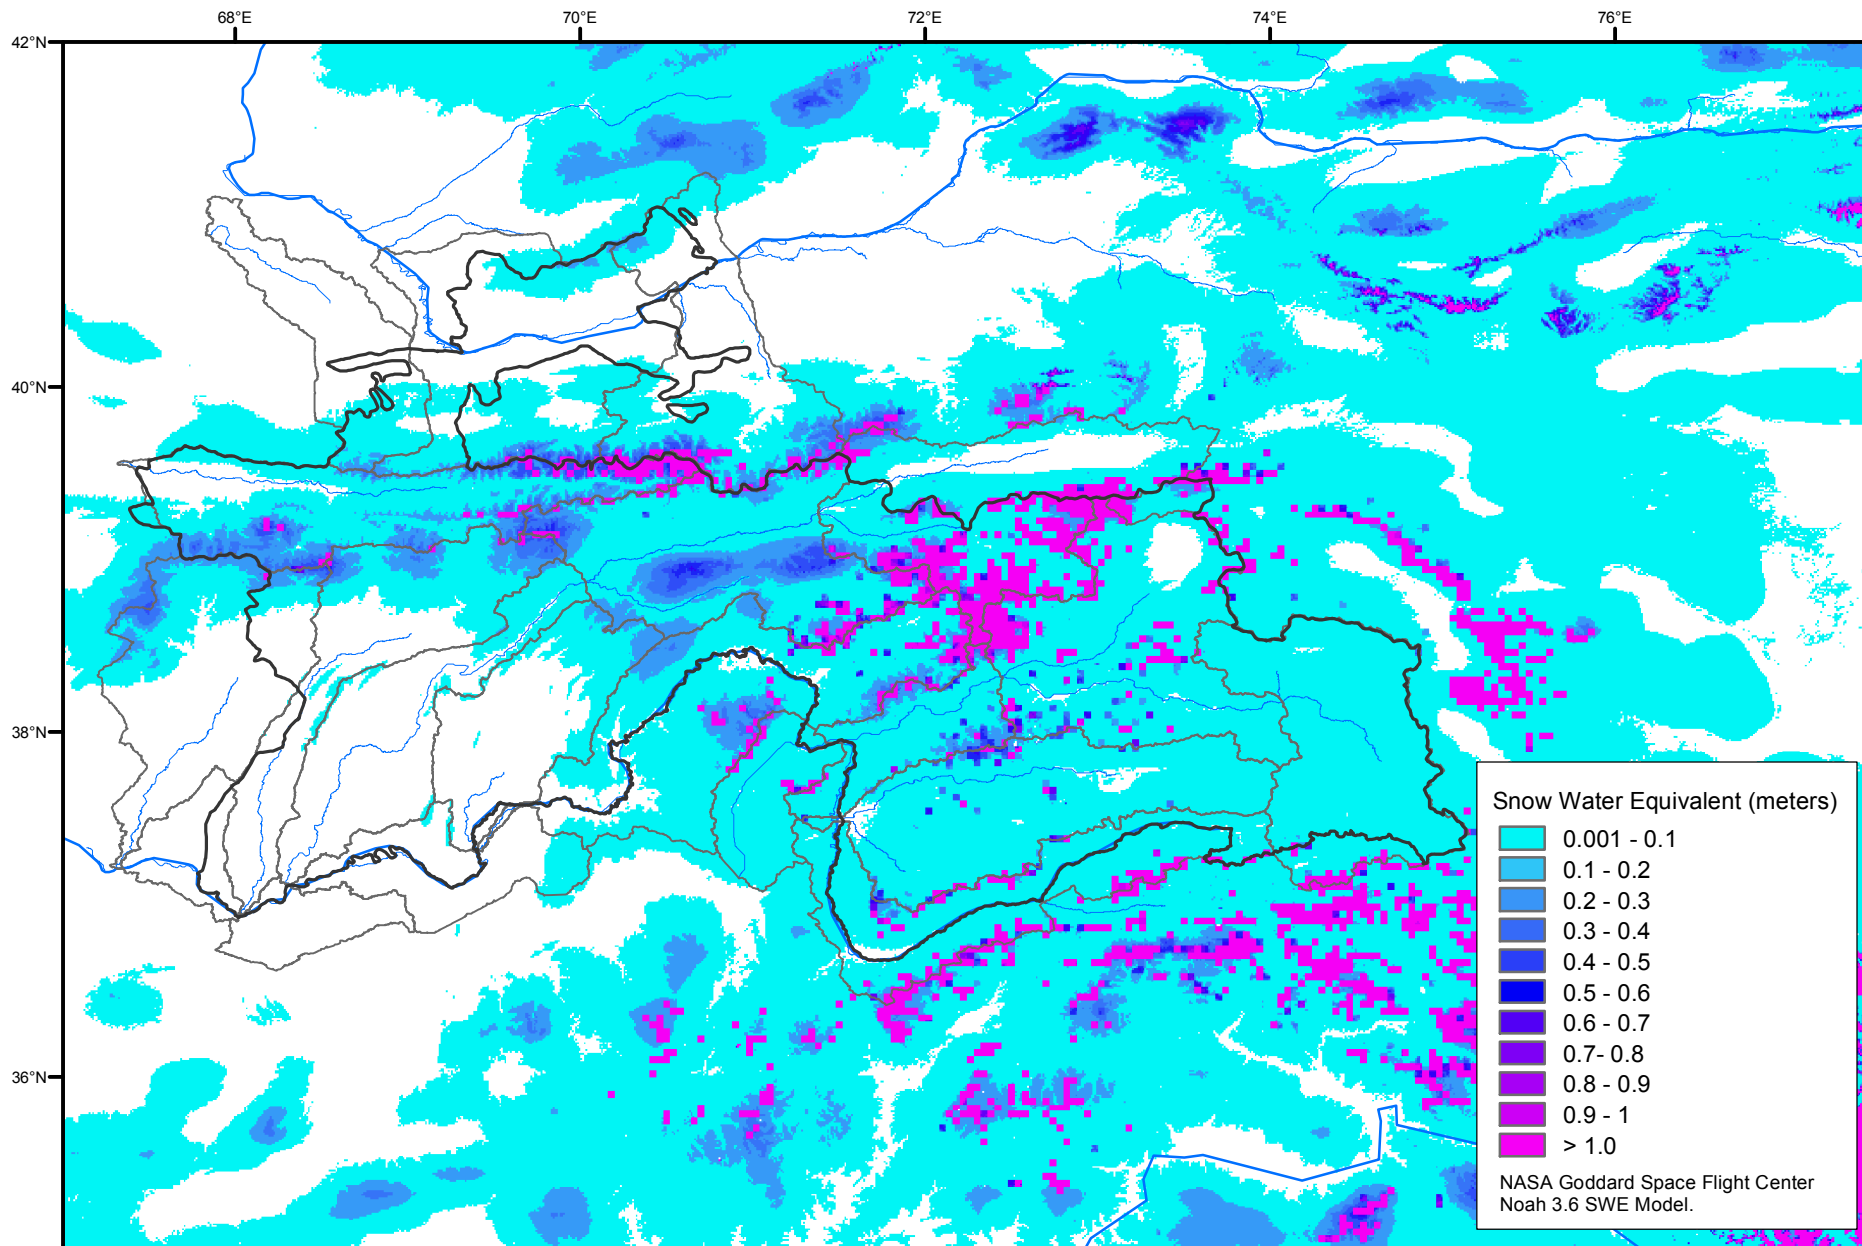 68°E 70°E 72°E 74°E 76°E
42°N
40°N
38°N
36°N
Snow Water Equivalent (meters)
0.001 - 0.1
0.1 - 0.2
0.2 - 0.3
0.3 - 0.4
0.4 - 0.5
0.5 - 0.6
0.6 - 0.7
0.7- 0.8
0.8 - 0.9
0.9 - 1
> 1.0
NASA Goddard Space Flight Center
Noah 3.6 SWE Model.